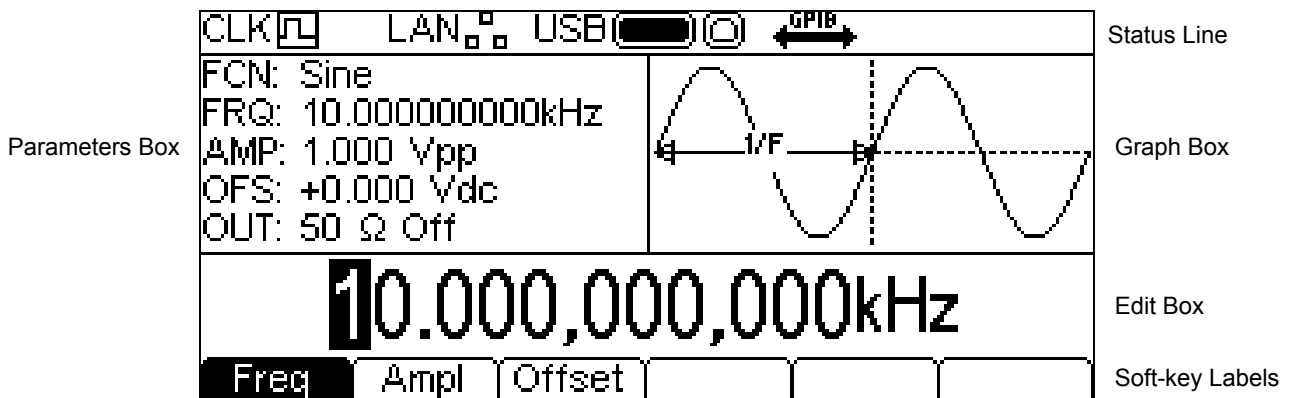 CLK LAN USB GPIB Status Line
FCN: Sine
FRQ: 10.000000000kHz
Parameters Box AMP: 1.000 Vpp 1/F Graph Box
OFS: +0.000 Vdc
OUT: 50 Ω Off
10.000,000,000kHz Edit Box
Freq Ampl Offset Soft-key Labels